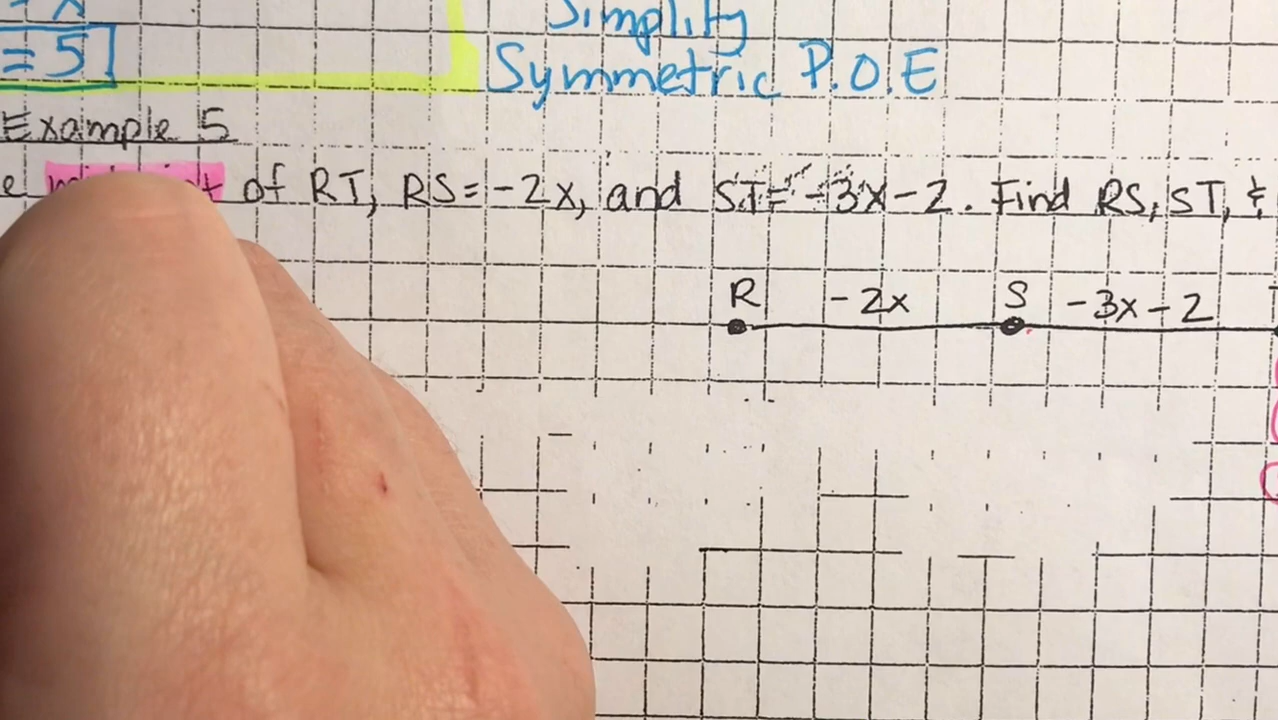 = 5
Simplify
Symmetric P.O.E
Example 5
of RT, RS = -2x, and ST = -3x - 2. Find RS, ST, &
R -2x S -3x - 2 T